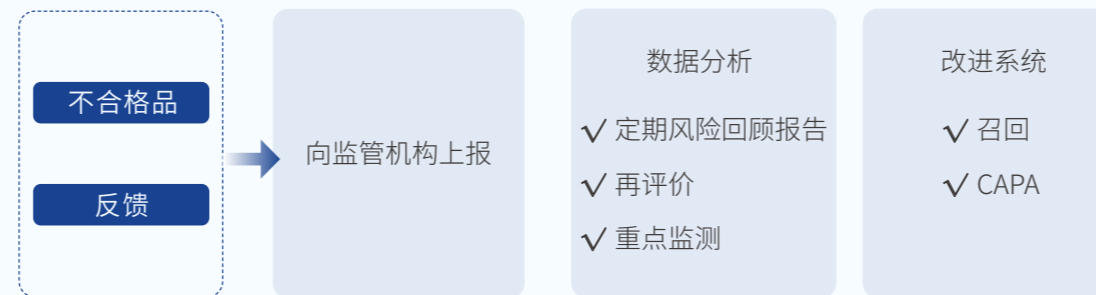 不合格品
反馈
向监管机构上报
数据分析
√ 定期风险回顾报告
√ 再评价
√ 重点监测
改进系统
√ 召回
√ CAPA